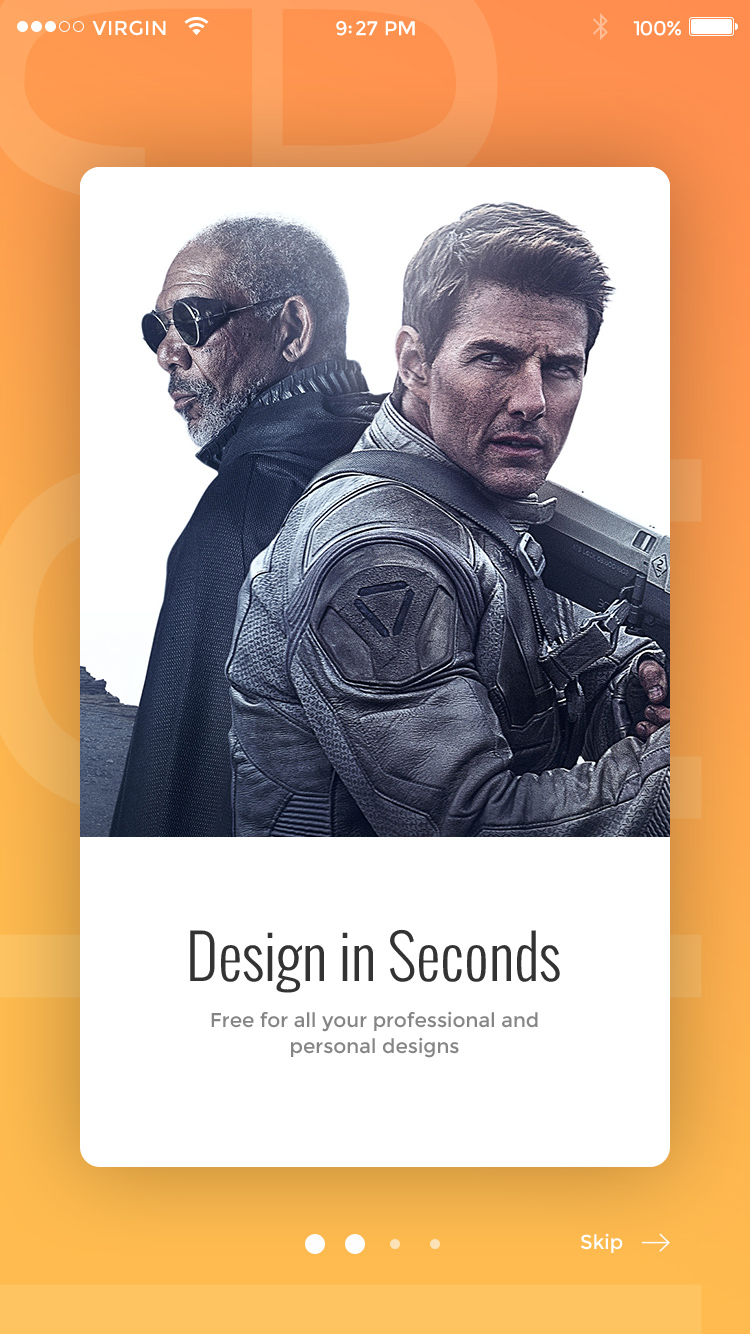 VIRGIN 9:27 PM 100%
Design in Seconds
Free for all your professional and
personal designs
Skip